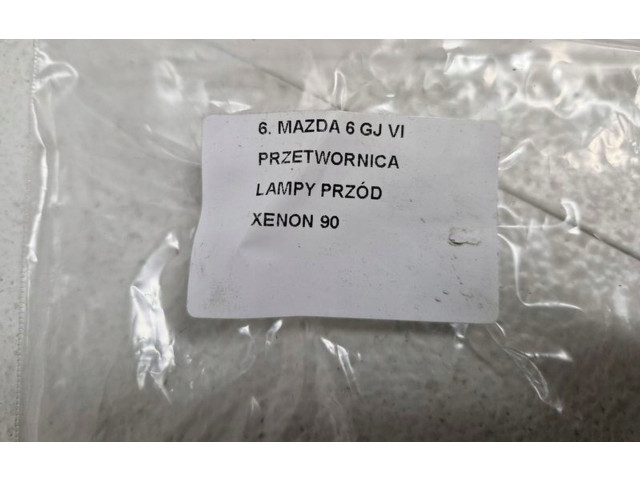 6. MAZDA 6 GJ VI
PRZETWORNICA
LAMPY PRZÓD
XENON 90